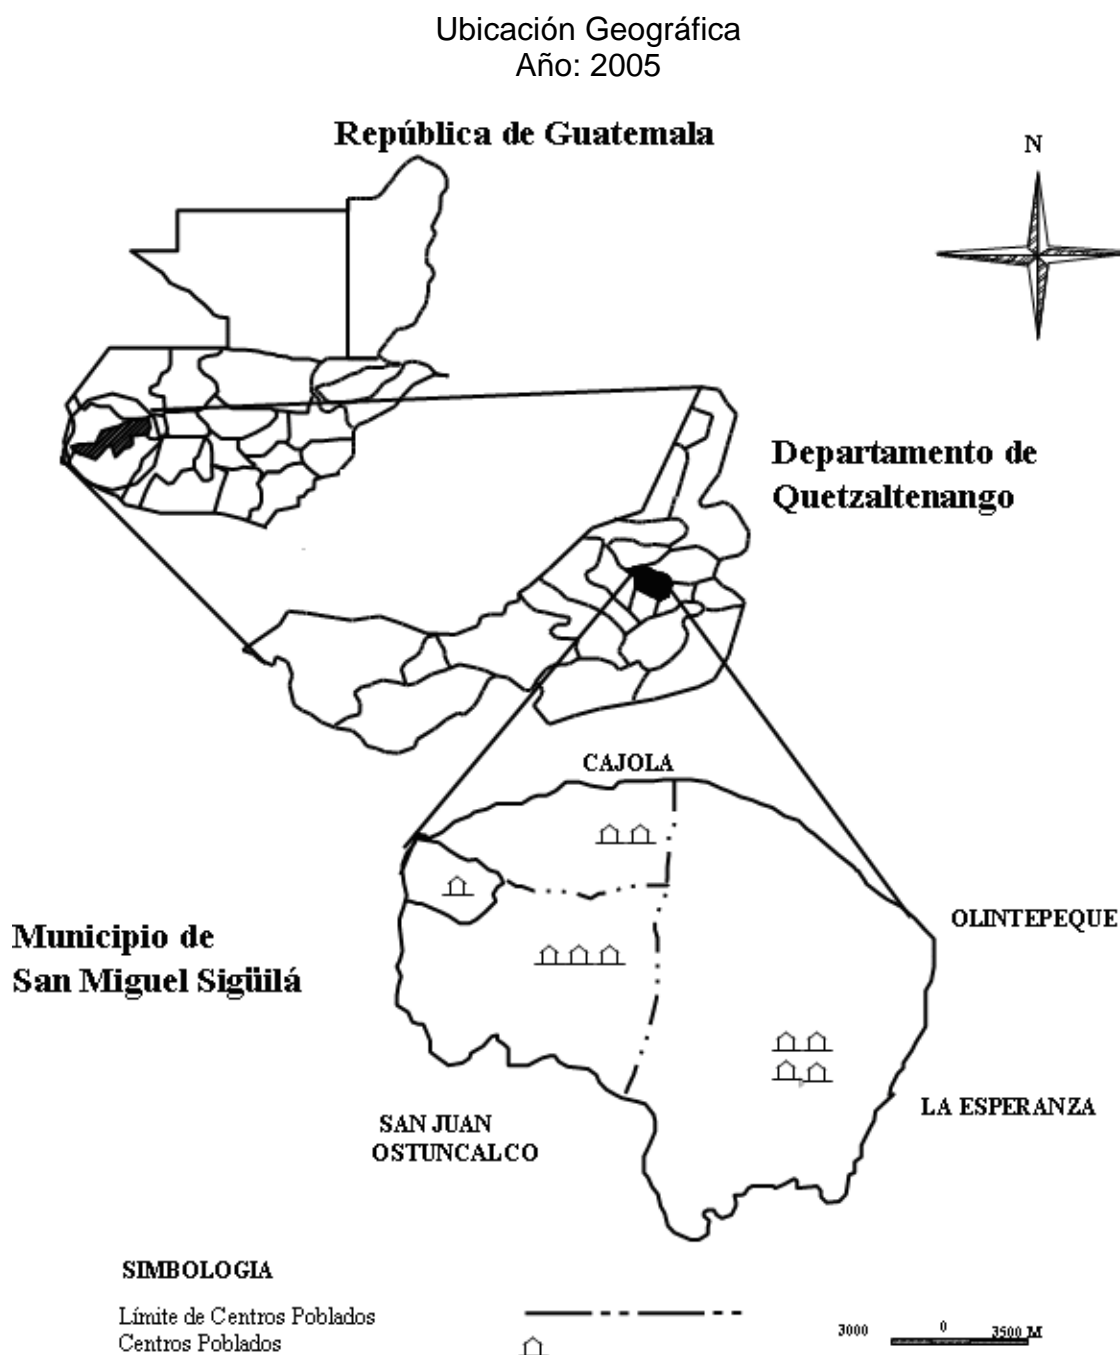 Ubicación Geográfica
Año: 2005
República de Guatemala
N
Departamento de
Quetzaltenango
CAJOLA
OLINTEPEQUE
Municipio de
San Miguel Sigüilá
LA ESPERANZA
SAN JUAN
OSTUNCALCO
SIMBOLOGIA
Límite de Centros Poblados
Centros Poblados
3000 0 3500 M